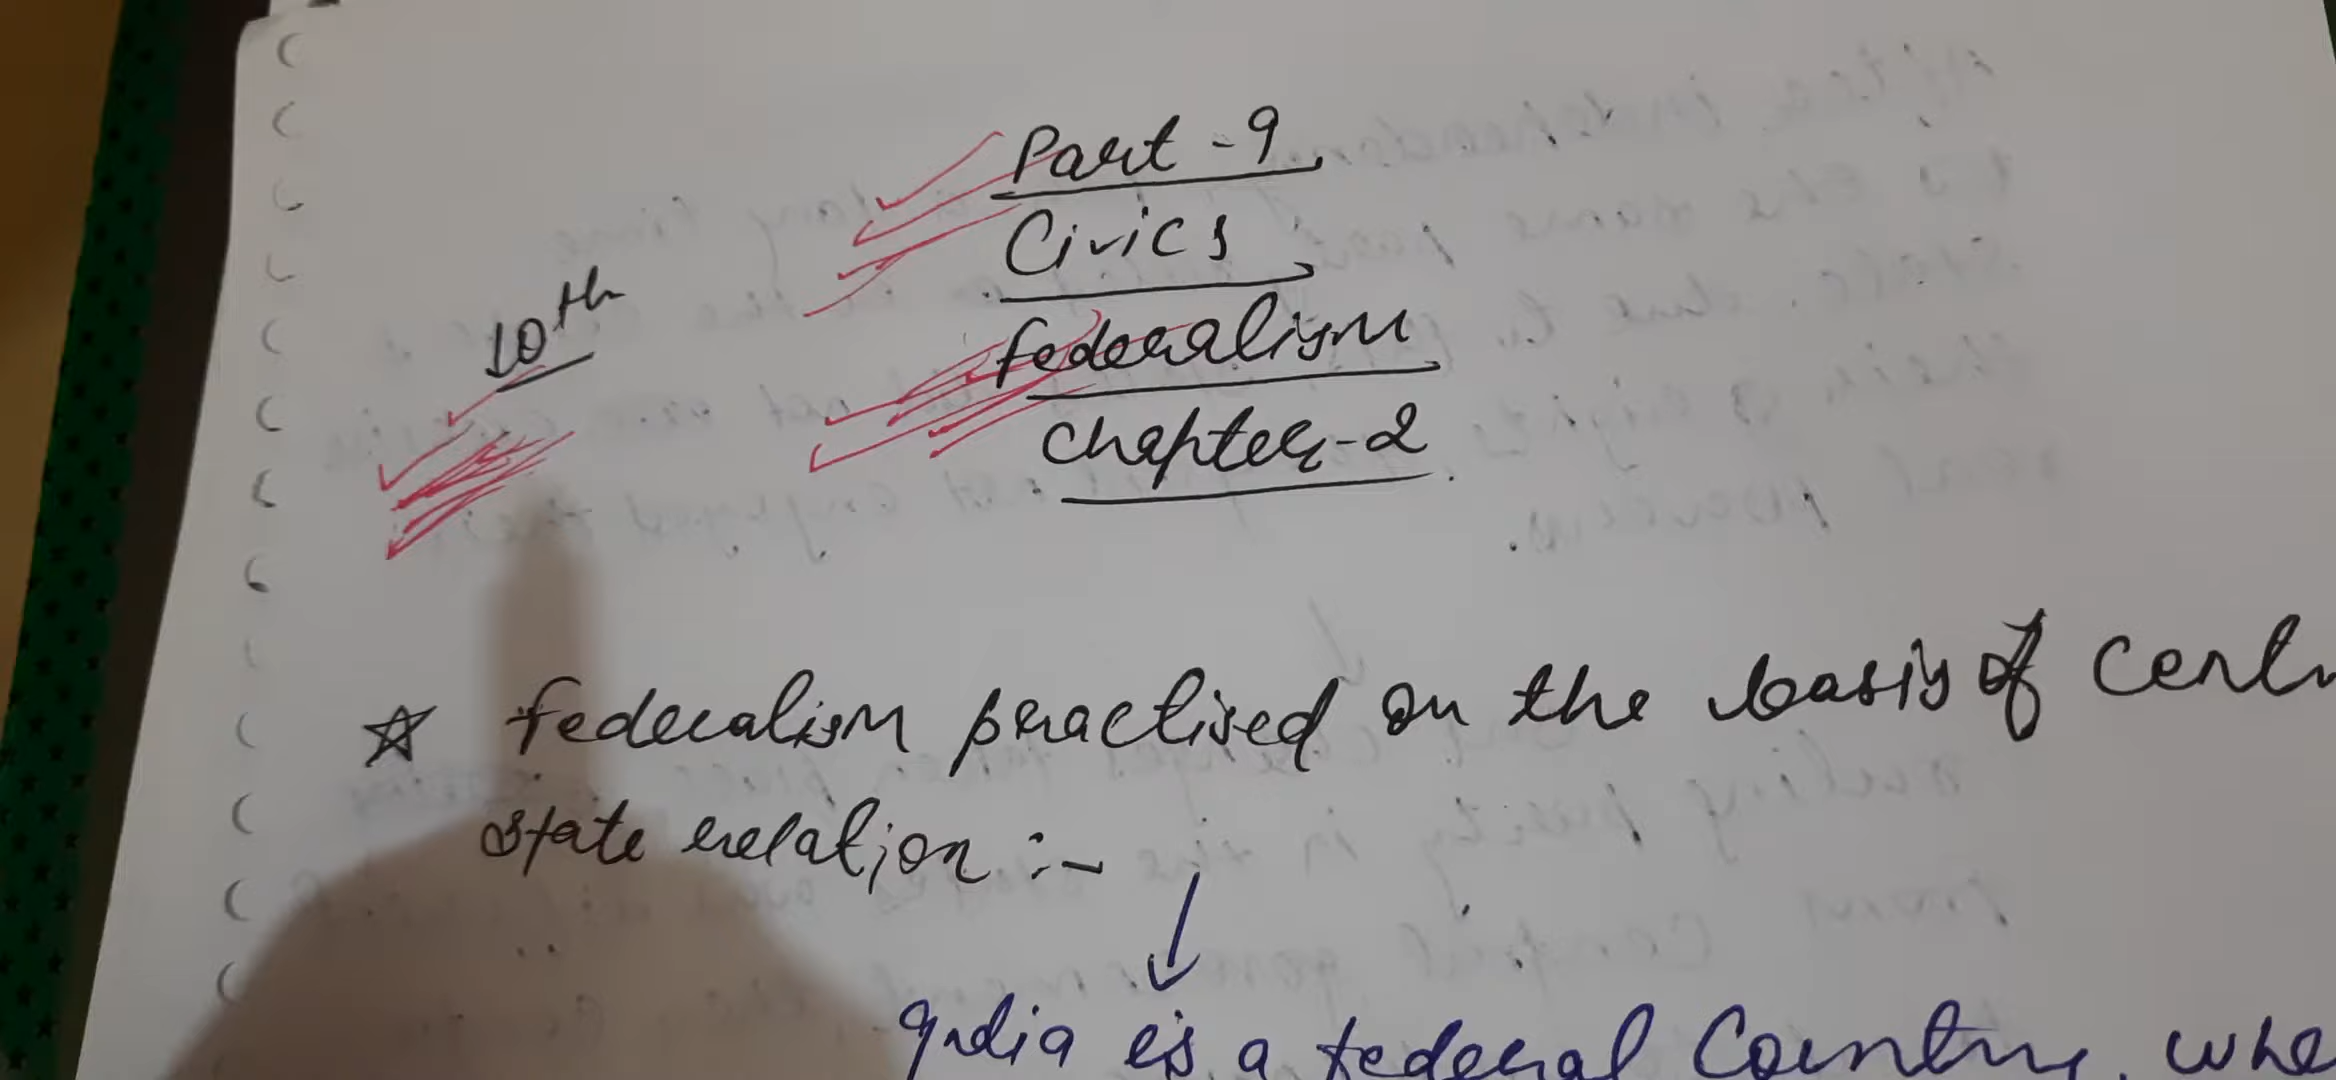 Part - 9
Civics
10th
federalism
Chapter-2
federalism practised on the basis of
state relation :-
India is a federal Country,